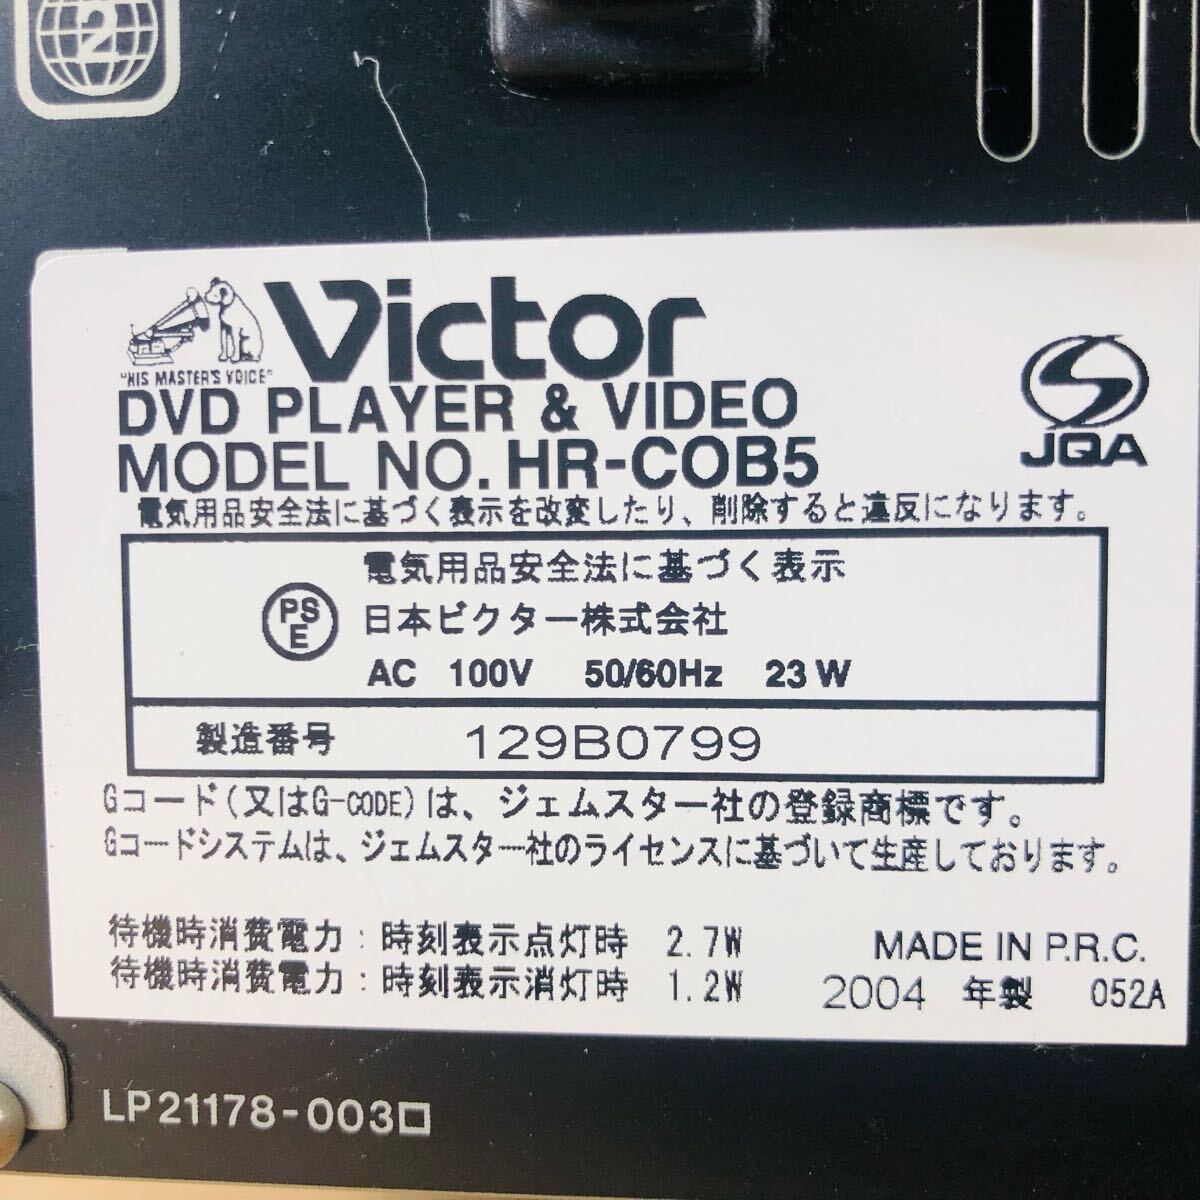 2
Victor
"HIS MASTER'S VOICE"
DVD PLAYER & VIDEO
MODEL NO. HR-COB5
JQA
電気用品安全法に基づく表示を改変したり、削除すると違反になります。
電気用品安全法に基づく表示
PS
E
日本ビクター株式会社
AC 100V 50/60Hz 23W
製造番号 129B0799
Gコード(又はG-CODE)は、ジェムスター社の登録商標です。
Gコードシステムは、ジェムスター社のライセンスに基づいて生産しております。
待機時消費電力：時刻表示点灯時 2.7W
待機時消費電力：時刻表示消灯時 1.2W
MADE IN P.R.C.
2004 年製 052A
LP21178-003